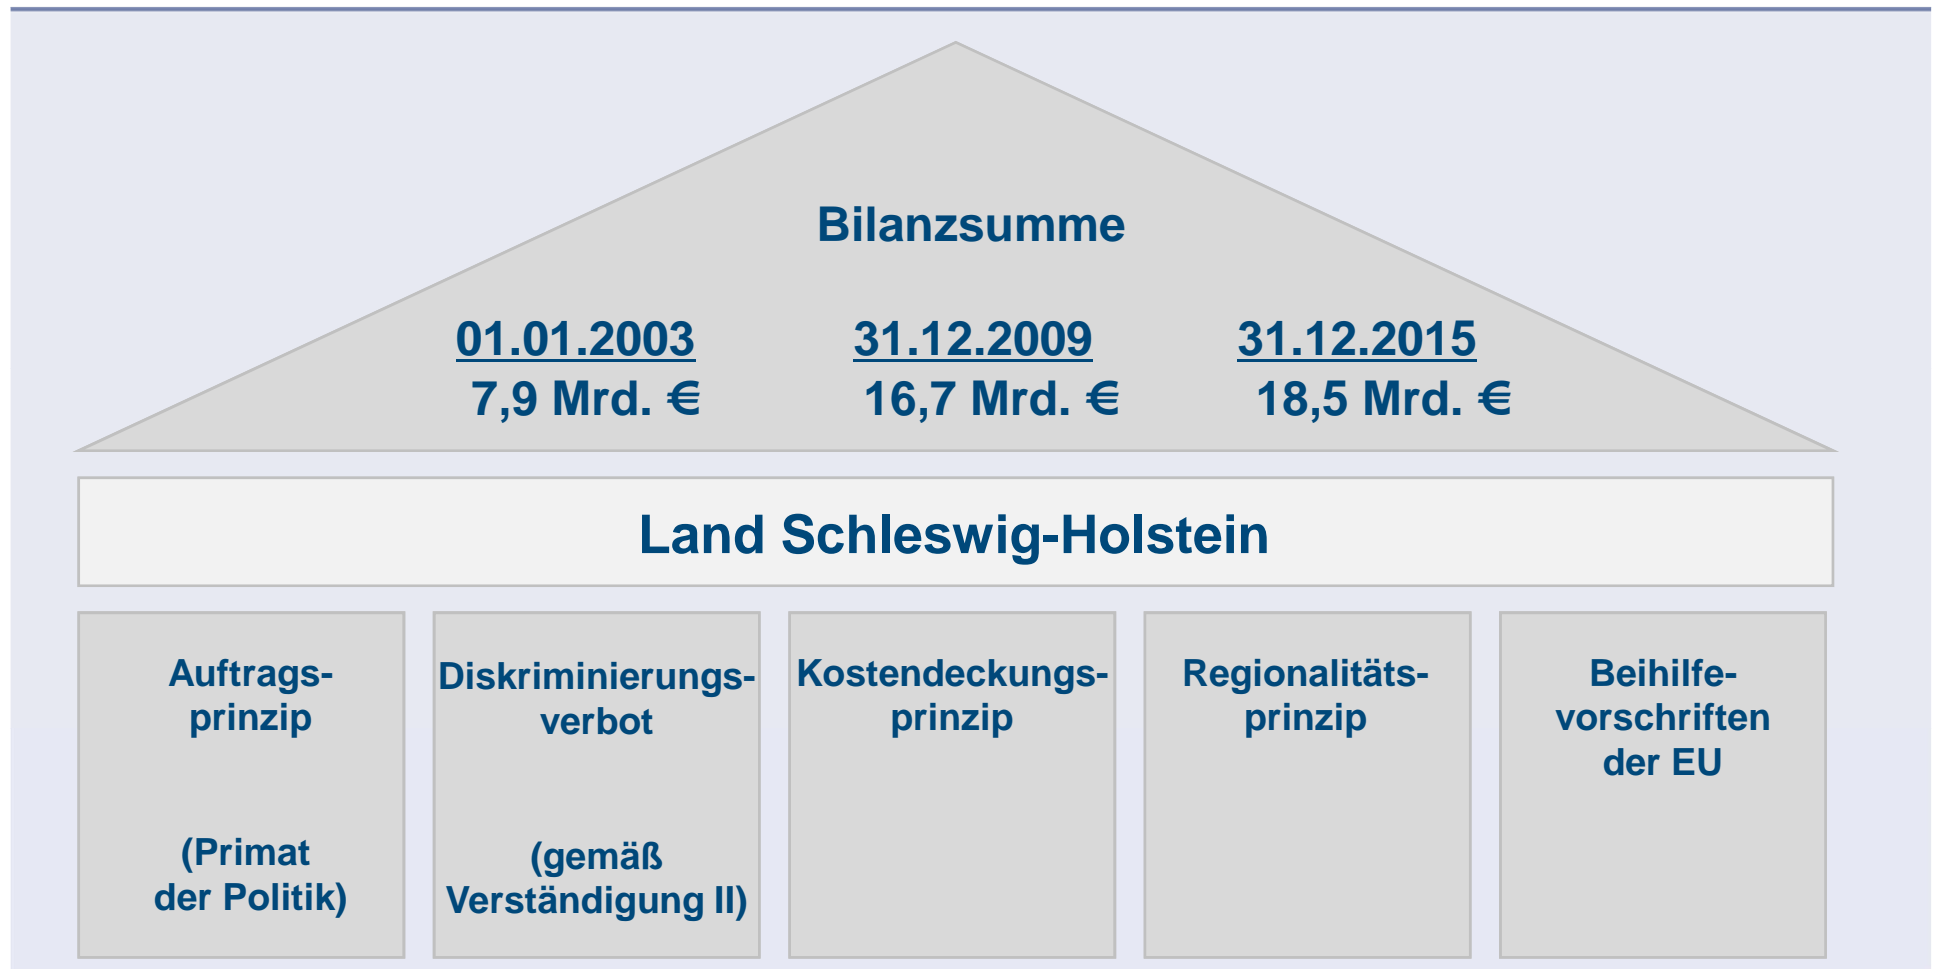 Bilanzsumme
01.01.2003 31.12.2009 31.12.2015
7,9 Mrd. € 16,7 Mrd. € 18,5 Mrd. €
Land Schleswig-Holstein
Auftrags-
prinzip
(Primat
der Politik)
Diskriminierungs-
verbot
(gemäß
Verständigung II)
Kostendeckungs-
prinzip
Regionalitäts-
prinzip
Beihilfe-
vorschriften
der EU